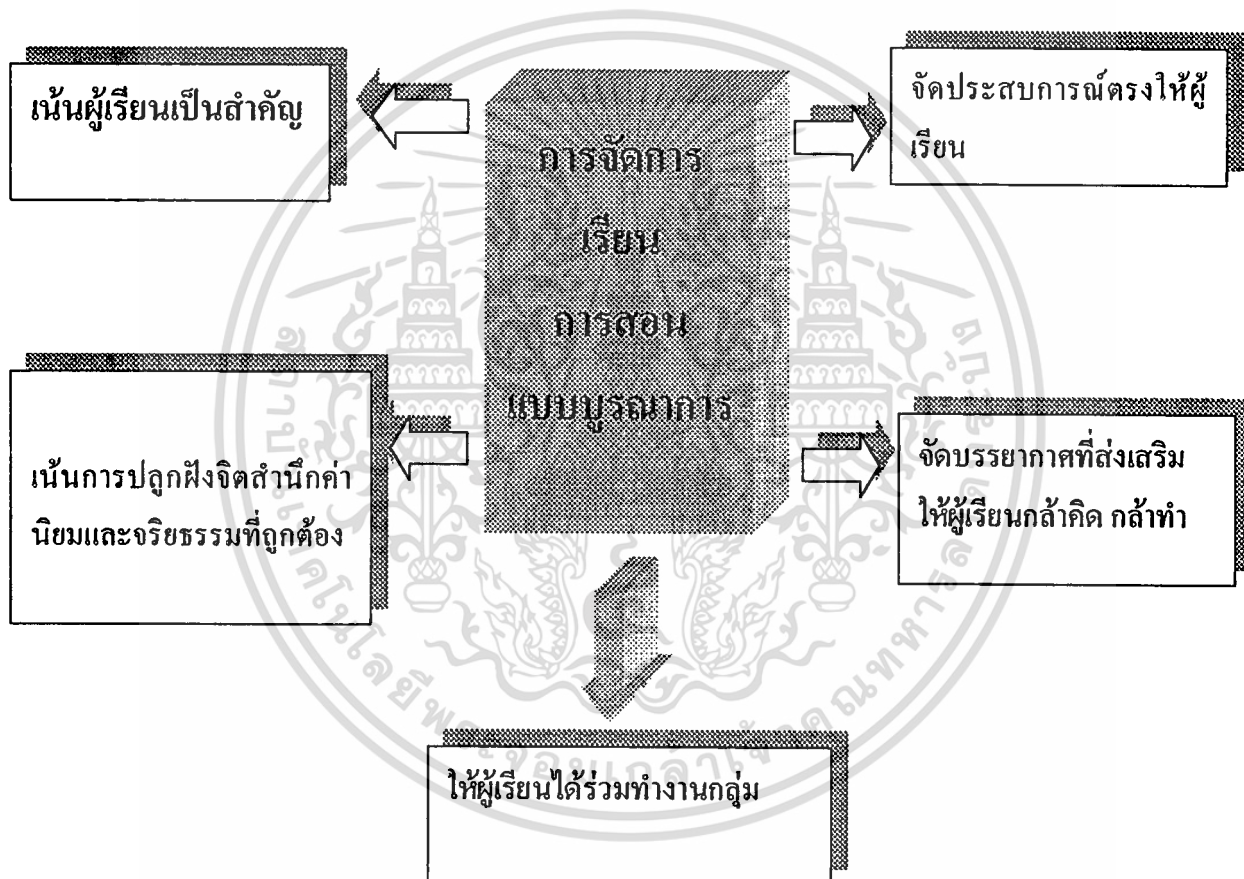 เน้นผู้เรียนเป็นสำคัญ
การจัดการ
เรียน
การสอน
แบบบูรณาการ
จัดประสบการณ์ตรงให้ผู้
เรียน
เน้นการปลูกฝังจิตสำนึกค่า
นิยมและจริยธรรมที่ถูกต้อง
จัดบรรยากาศที่ส่งเสริม
ให้ผู้เรียนกล้าคิด กล้าทำ
ให้ผู้เรียนได้ร่วมทำงานกลุ่ม